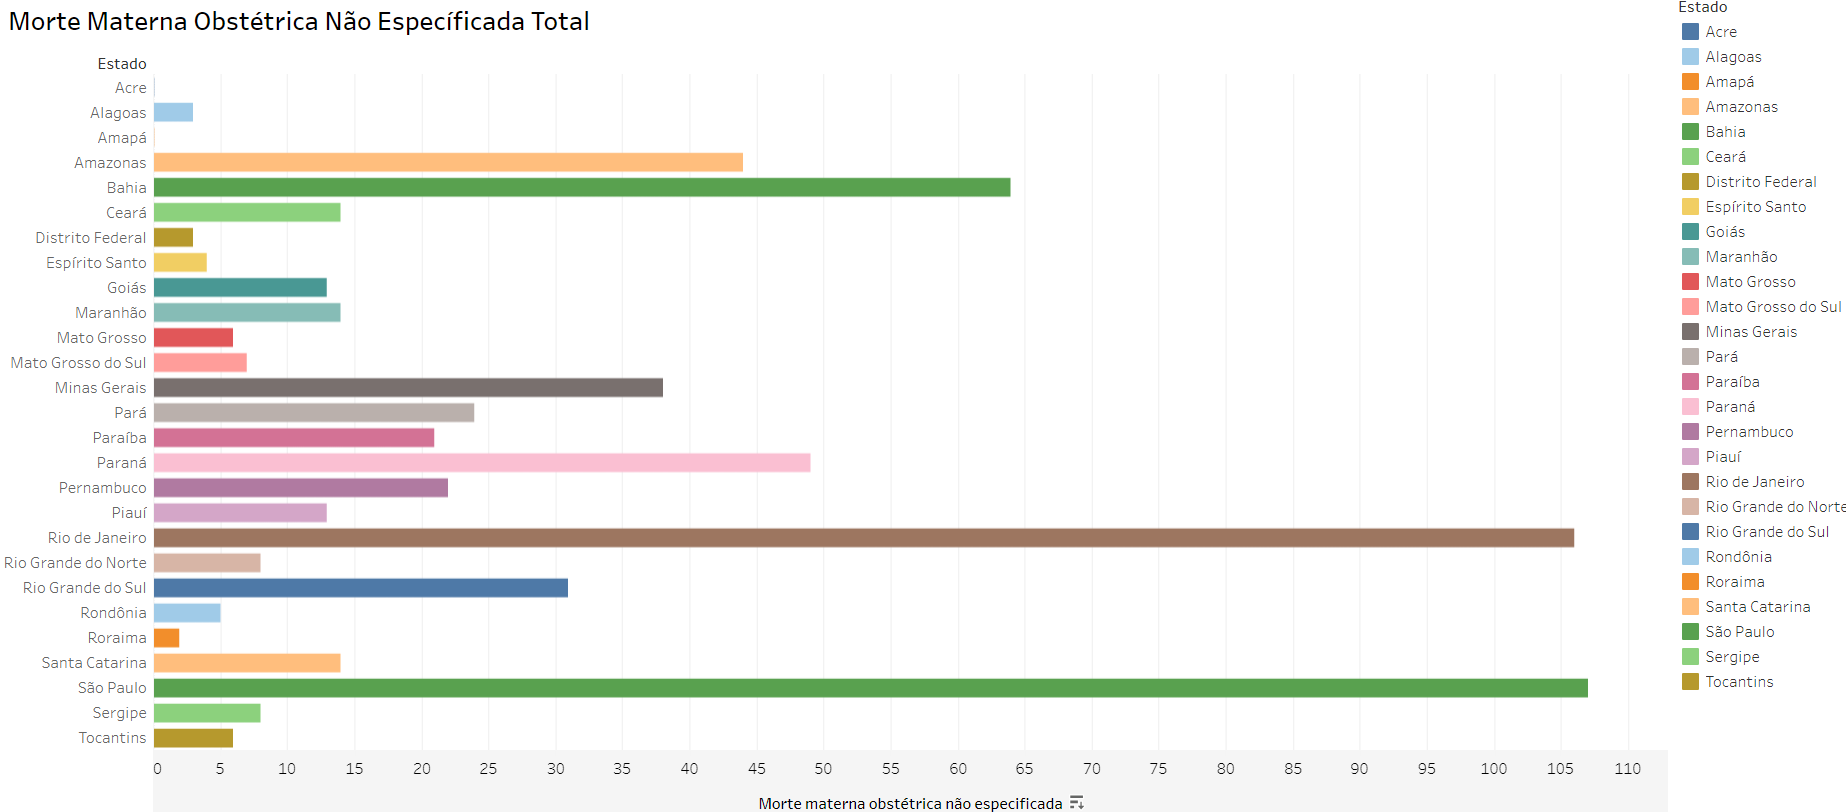 Morte Materna Obstétrica Não Específicada Total
Estado
Acre
Alagoas
Amapá
Amazonas
Bahia
Ceará
Distrito Federal
Espírito Santo
Goiás
Maranhão
Mato Grosso
Mato Grosso do Sul
Minas Gerais
Pará
Paraíba
Paraná
Pernambuco
Piauí
Rio de Janeiro
Rio Grande do Norte
Rio Grande do Sul
Rondônia
Roraima
Santa Catarina
São Paulo
Sergipe
Tocantins
0 5 10 15 20 25 30 35 40 45 50 55 60 65 70 75 80 85 90 95 100 105 110
Morte materna obstétrica não especificada
Estado
Acre
Alagoas
Amapá
Amazonas
Bahia
Ceará
Distrito Federal
Espírito Santo
Goiás
Maranhão
Mato Grosso
Mato Grosso do Sul
Minas Gerais
Pará
Paraíba
Paraná
Pernambuco
Piauí
Rio de Janeiro
Rio Grande do Norte
Rio Grande do Sul
Rondônia
Roraima
Santa Catarina
São Paulo
Sergipe
Tocantins